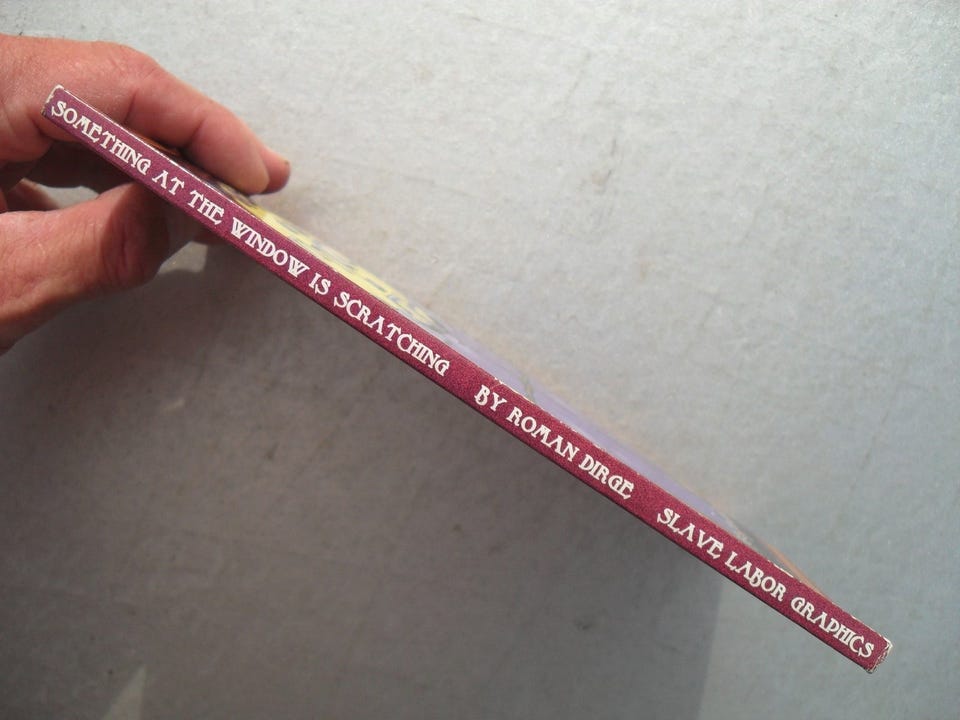 SOMETHING AT THE WINDOW IS SCRATCHING BY ROMAN DIRGE SLAVE LABOR GRAPHICS